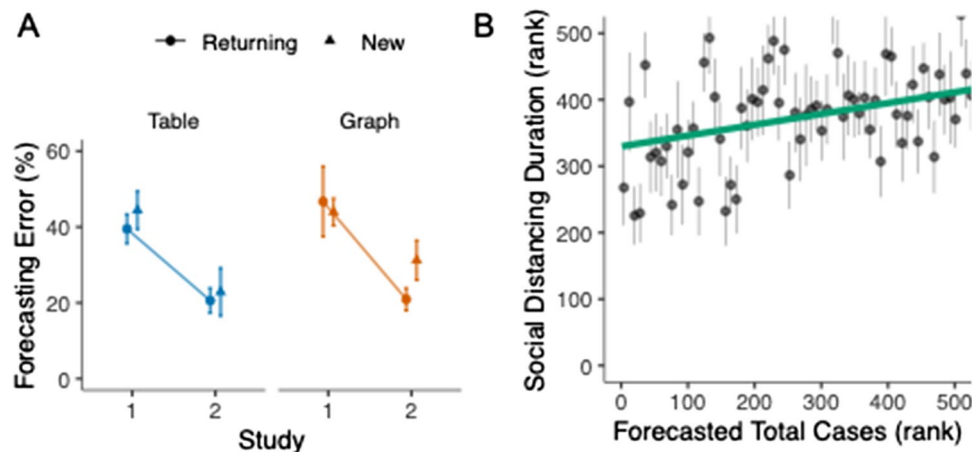 A
Returning
New
Table
Graph
Forecasting Error (%)
60
40
20
0
1
2
1
2
Study
B
Social Distancing Duration (rank)
500
400
300
200
100
0
0
100
200
300
400
500
Forecasted Total Cases (rank)